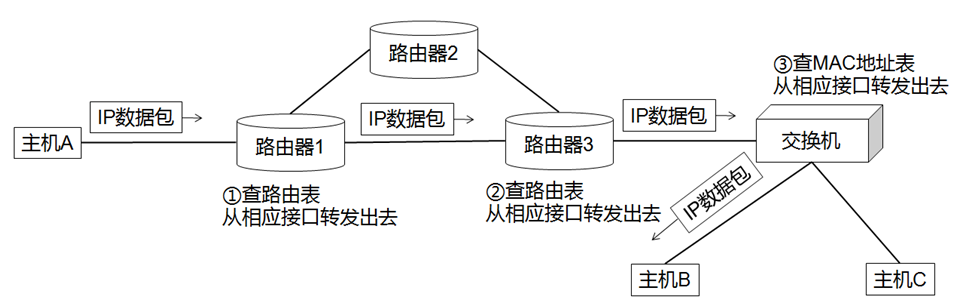 路由器2
③查MAC地址表
从相应接口转发出去
IP数据包
IP数据包
IP数据包
主机A
路由器1
路由器3
交换机
①查路由表
从相应接口转发出去
②查路由表
从相应接口转发出去
IP数据包
主机B
主机C